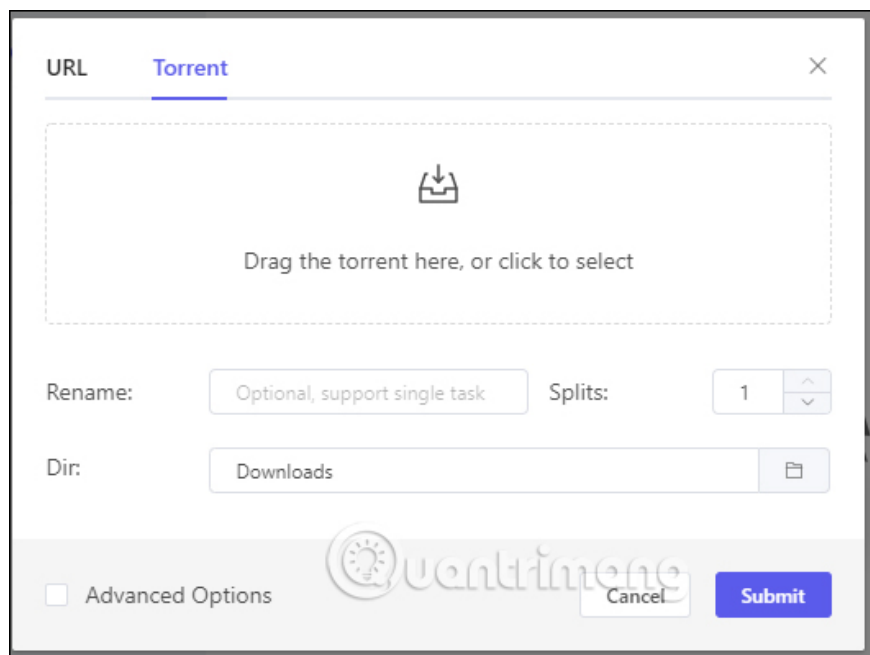 URL Torrent
Drag the torrent here, or click to select
Rename: Optional, support single task Splits: 1
Dir: Downloads
Quantrimang
Advanced Options Cancel Submit